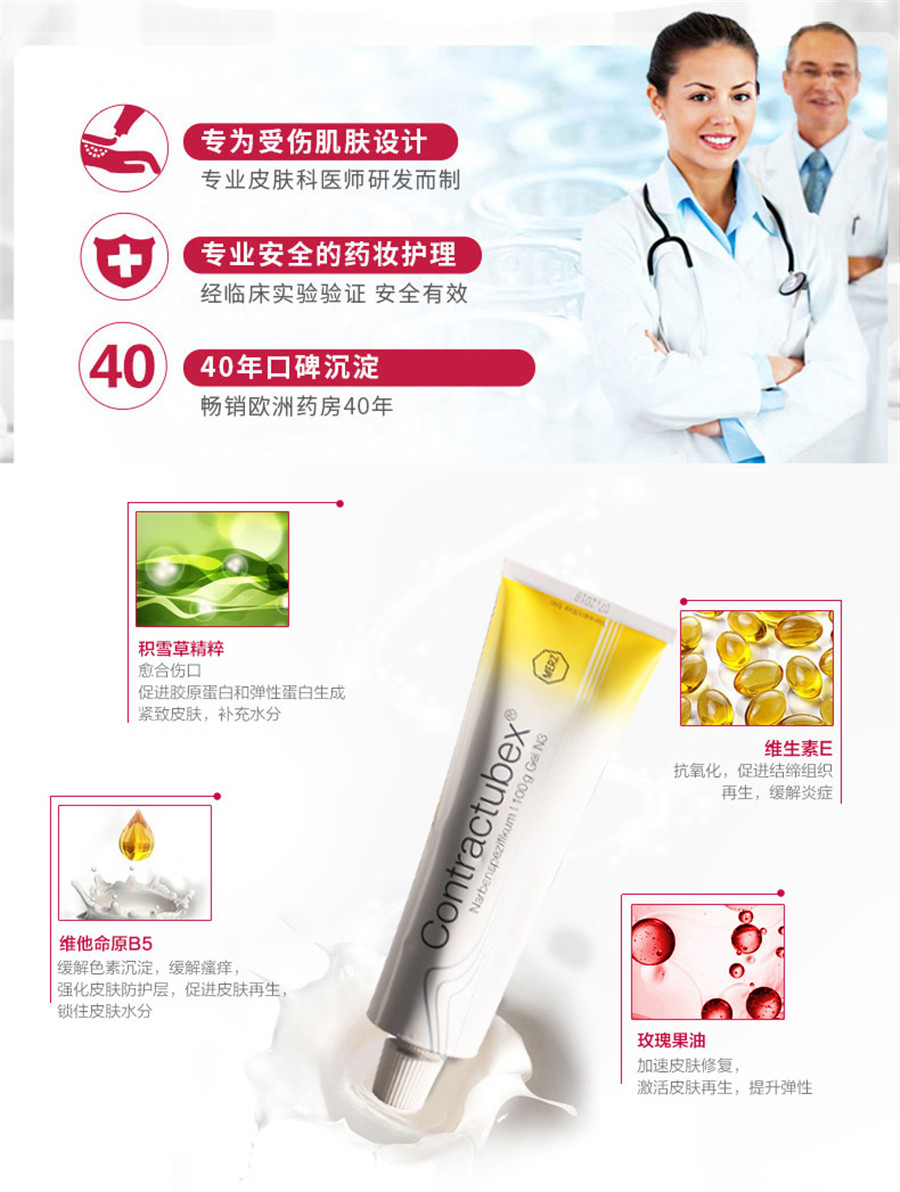 专为受伤肌肤设计
专业皮肤科医师研发而制
专业安全的药妆护理
经临床实验验证 安全有效
40
40年口碑沉淀
畅销欧洲药房40年
积雪草精粹
愈合伤口
促进胶原蛋白和弹性蛋白生成
紧致皮肤，补充水分
维生素E
抗氧化，促进结缔组织
再生，缓解炎症
维他命原B5
缓解色素沉淀，缓解瘙痒，
强化皮肤防护层，促进皮肤再生，
锁住皮肤水分
玫瑰果油
加速皮肤修复，
激活皮肤再生，提升弹性
07.2018
Verwendbar bis:
MERZ
Contractubex®
Narbenspezifikum I 100 g Gel N3